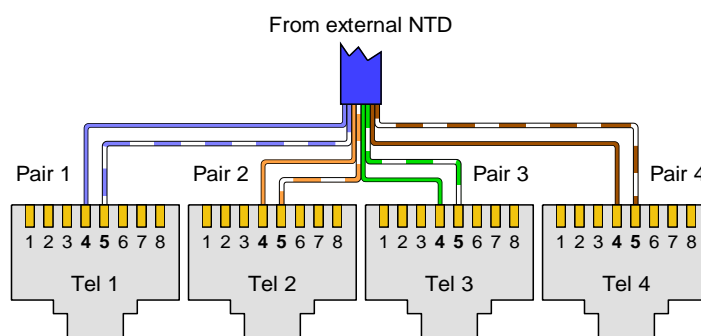 From external NTD
Pair 1
Pair 2
Pair 3
Pair 4
1 2 3 4 5 6 7 8
1 2 3 4 5 6 7 8
1 2 3 4 5 6 7 8
1 2 3 4 5 6 7 8
Tel 1
Tel 2
Tel 3
Tel 4